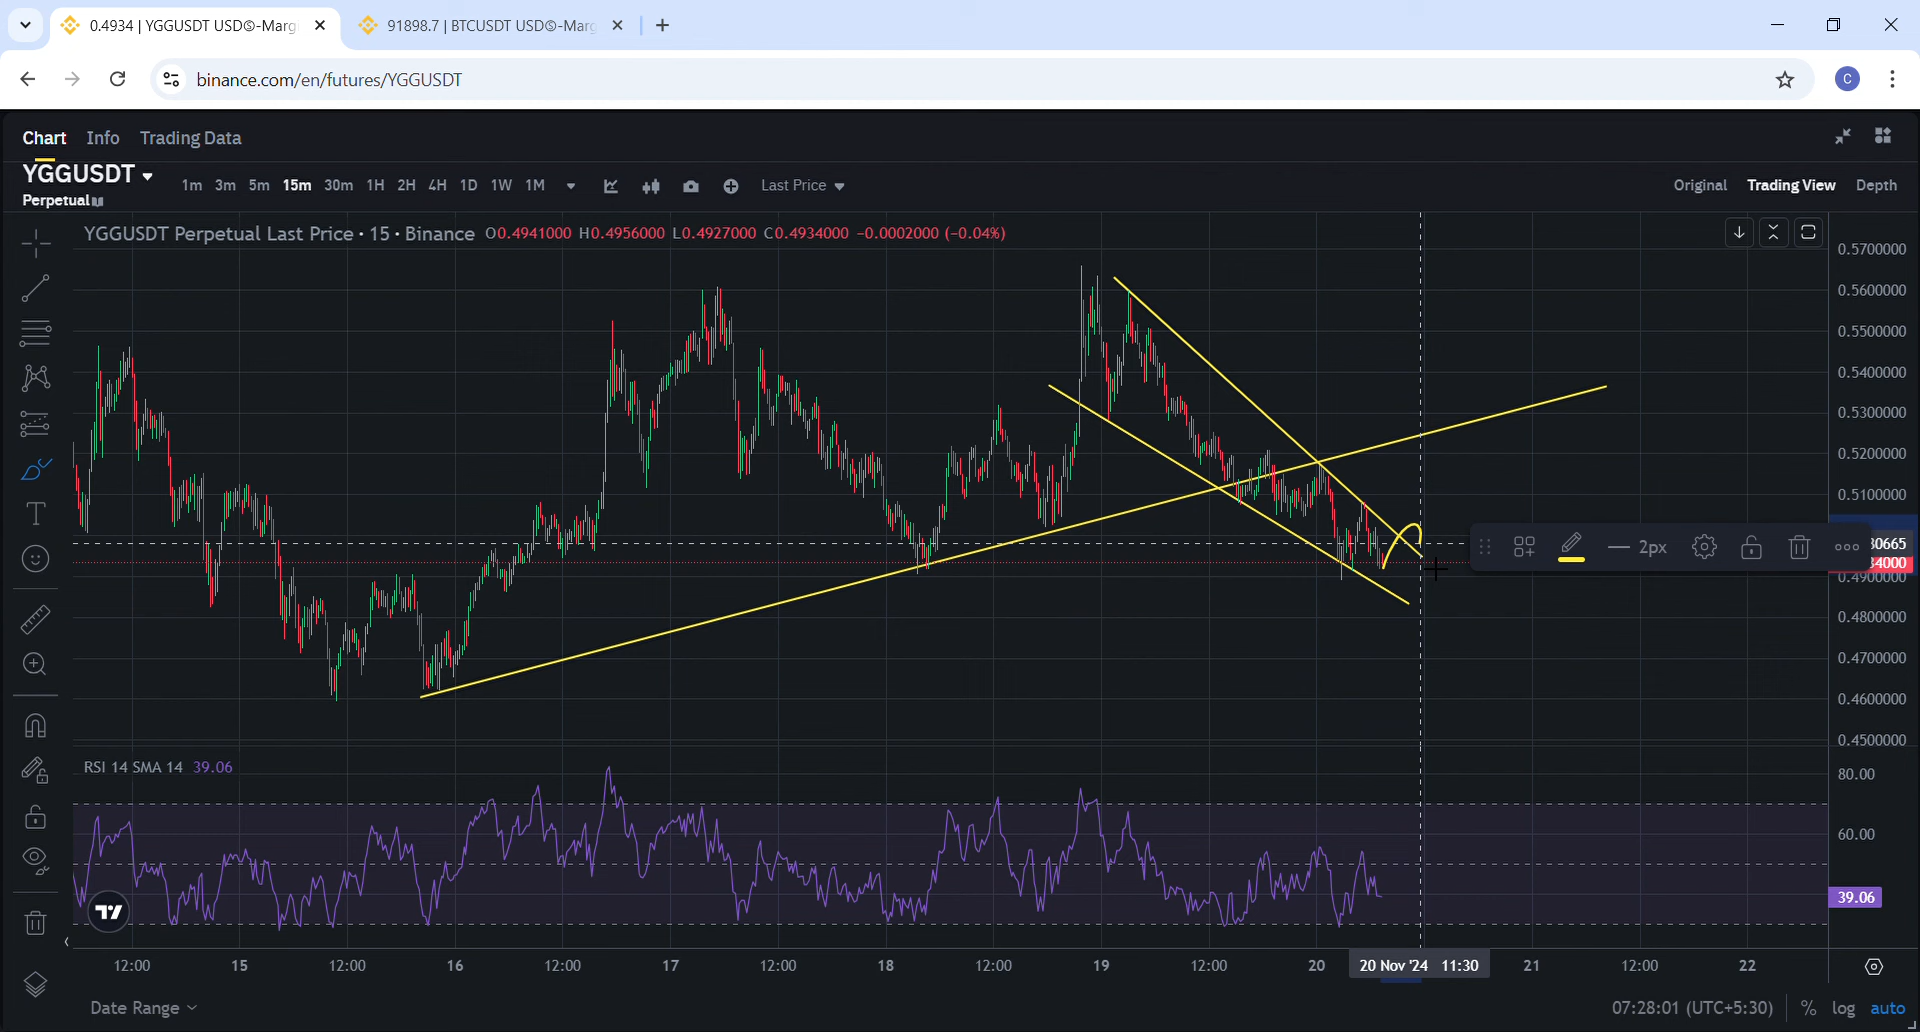 0.4934 | YGGUSDT USDⓈ-Marg
91898.7 | BTCUSDT USDⓈ-Marg
binance.com/en/futures/YGGUSDT
C
Chart Info Trading Data
YGGUSDT
Perpetual
1m 3m 5m 15m 30m 1H 2H 4H 1D 1W 1M Last Price
Original Trading View Depth
YGGUSDT Perpetual Last Price · 15 · Binance O0.4941000 H0.4956000 L0.4927000 C0.4934000 −0.0002000 (−0.04%)
0.5700000
0.5600000
0.5500000
0.5400000
0.5300000
0.5200000
0.5100000
30665
34000
0.4900000
0.4800000
0.4700000
0.4600000
0.4500000
2px
T
RSI 14 SMA 14 39.06
80.00
60.00
39.06
12:00 15 12:00 16 12:00 17 12:00 18 12:00 19 12:00 20 20 Nov '24 11:30 21 12:00 22
Date Range
07:28:01 (UTC+5:30) % log auto